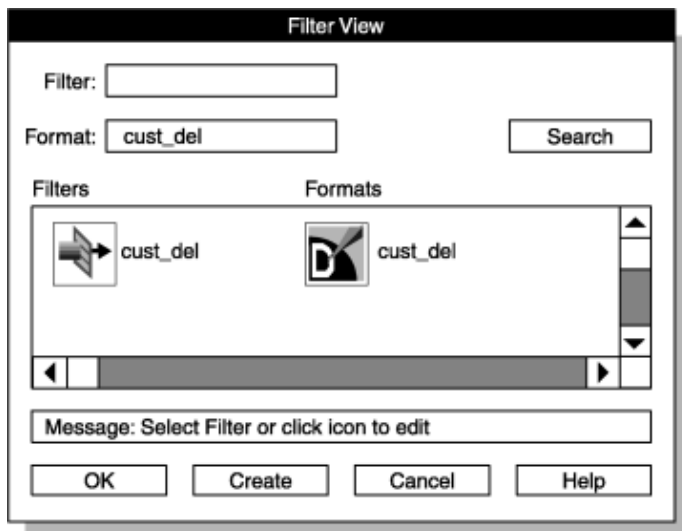 Filter View
Filter:
Format: cust_del
Search
Filters Formats
cust_del D cust_del
Message: Select Filter or click icon to edit
OK Create Cancel Help